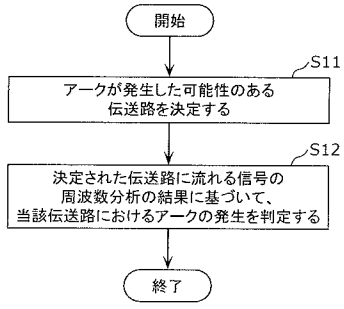 開始
S11
アークが発生した可能性のある
伝送路を決定する
S12
決定された伝送路に流れる信号の
周波数分析の結果に基づいて、
当該伝送路におけるアークの発生を判定する
終了